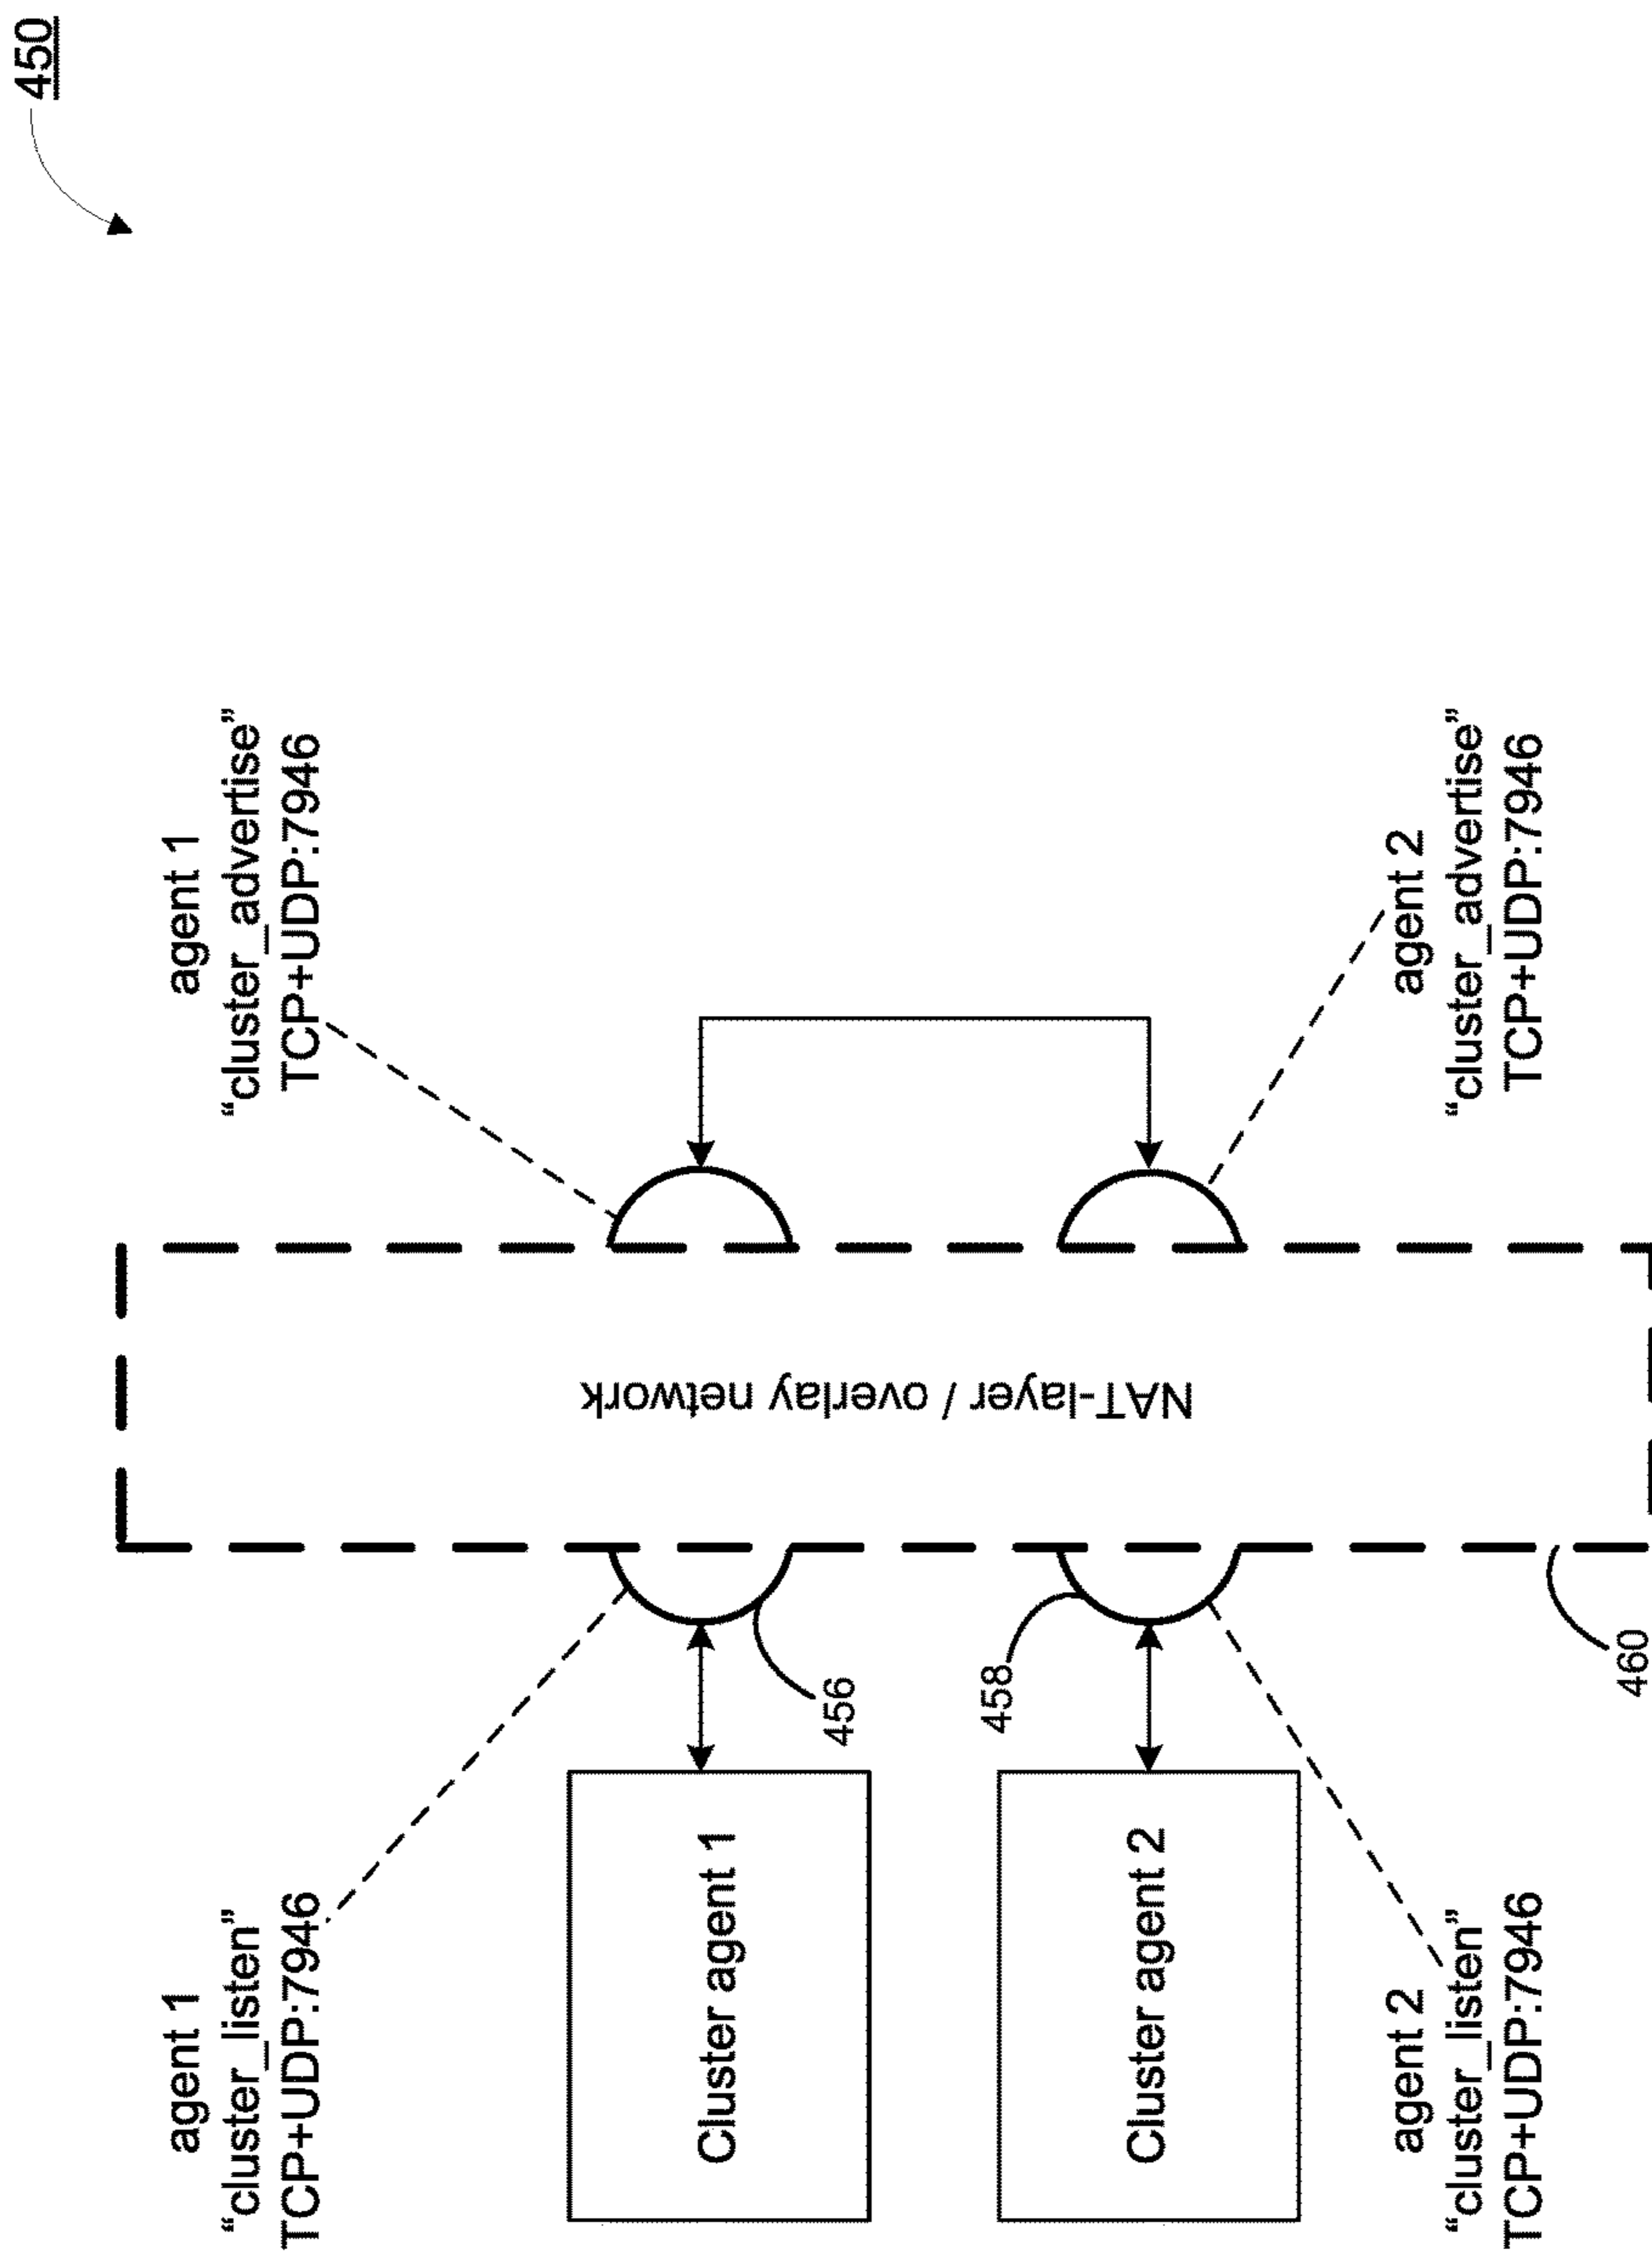 450
agent 1
“cluster_listen”
TCP+UDP:7946
agent 1
“cluster_advertise”
TCP+UDP:7946
Cluster agent 1
456
NAT-layer / overlay network
458
Cluster agent 2
agent 2
“cluster_listen”
TCP+UDP:7946
460
agent 2
“cluster_advertise”
TCP+UDP:7946